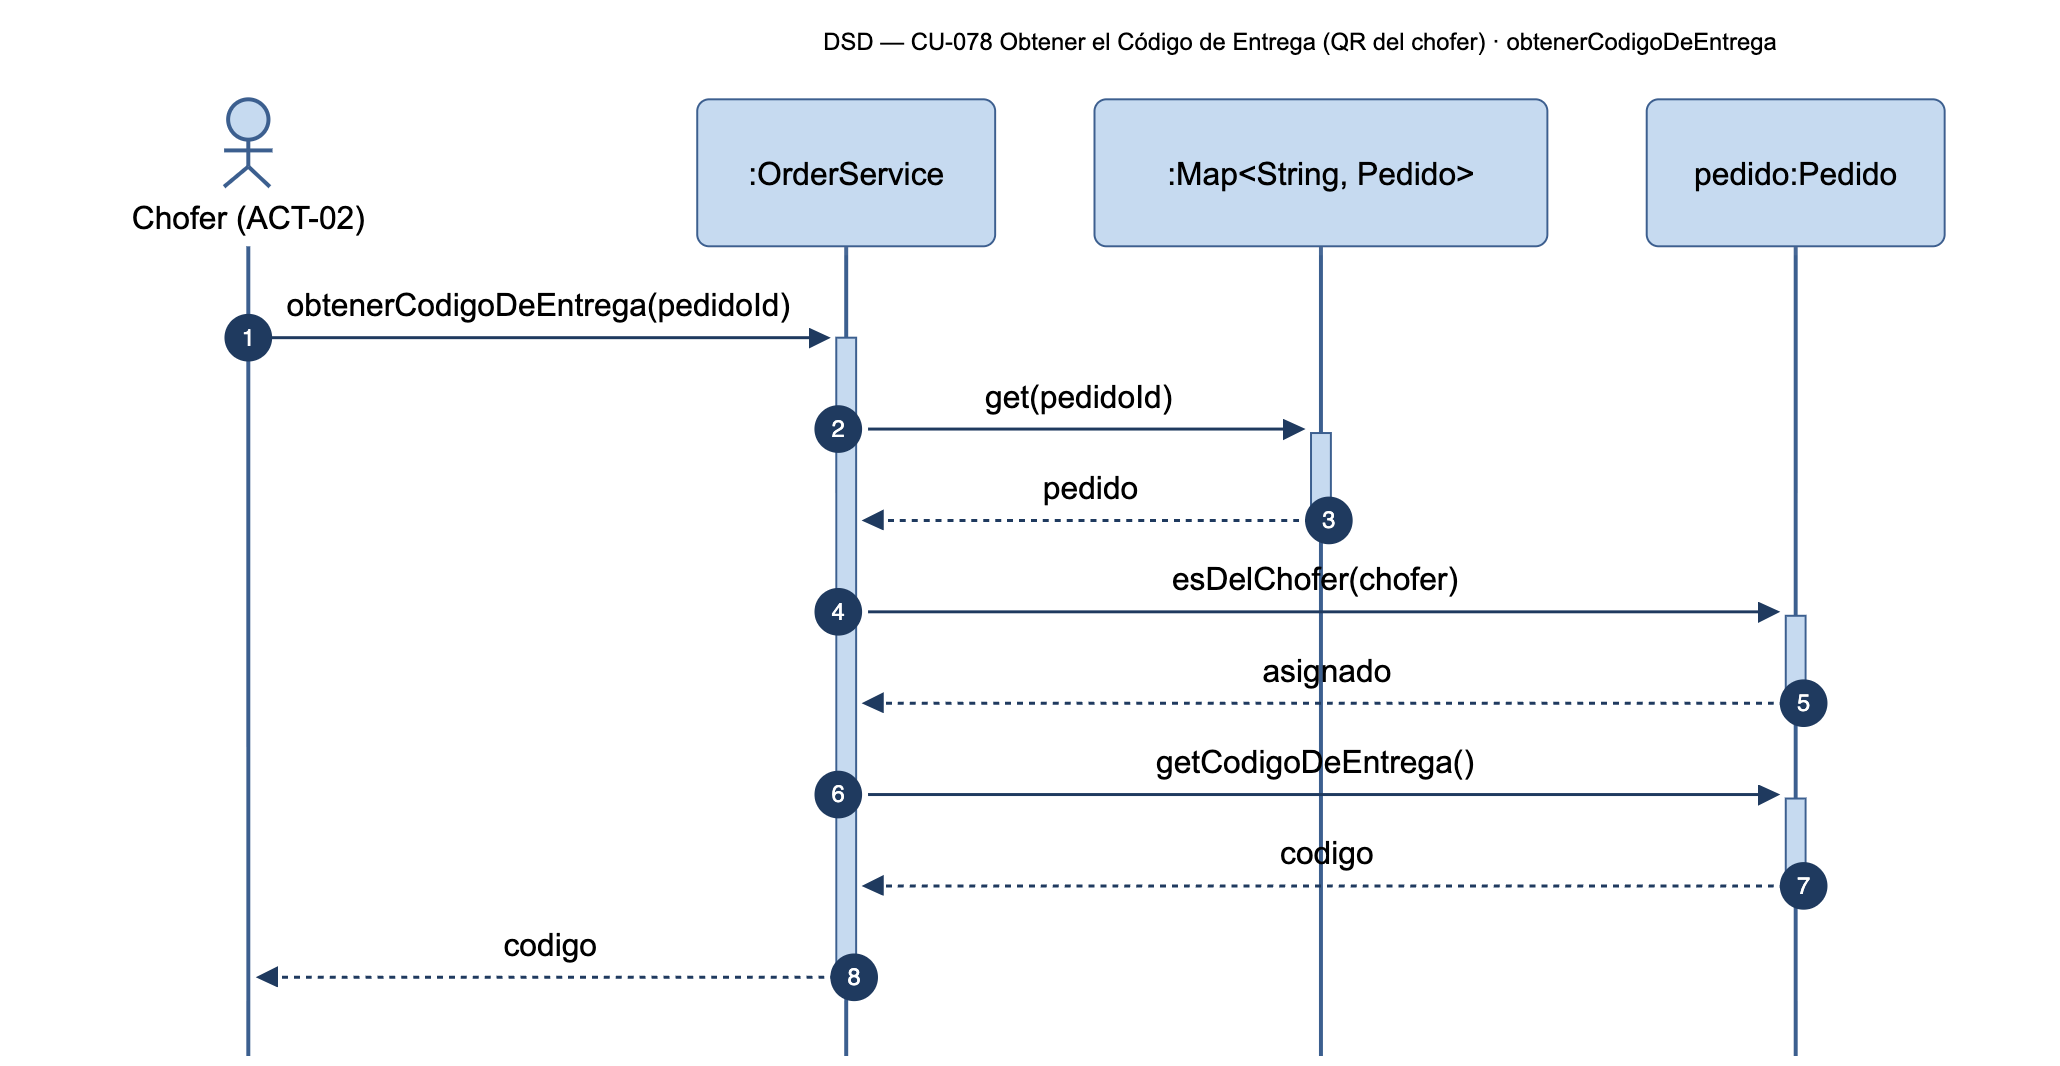 DSD — CU-078 Obtener el Código de Entrega (QR del chofer) · obtenerCodigoDeEntrega
Chofer (ACT-02)
:OrderService
:Map<String, Pedido>
pedido:Pedido
obtenerCodigoDeEntrega(pedidoId)
1
get(pedidoId)
2
pedido
3
esDelChofer(chofer)
4
asignado
5
getCodigoDeEntrega()
6
codigo
7
codigo
8